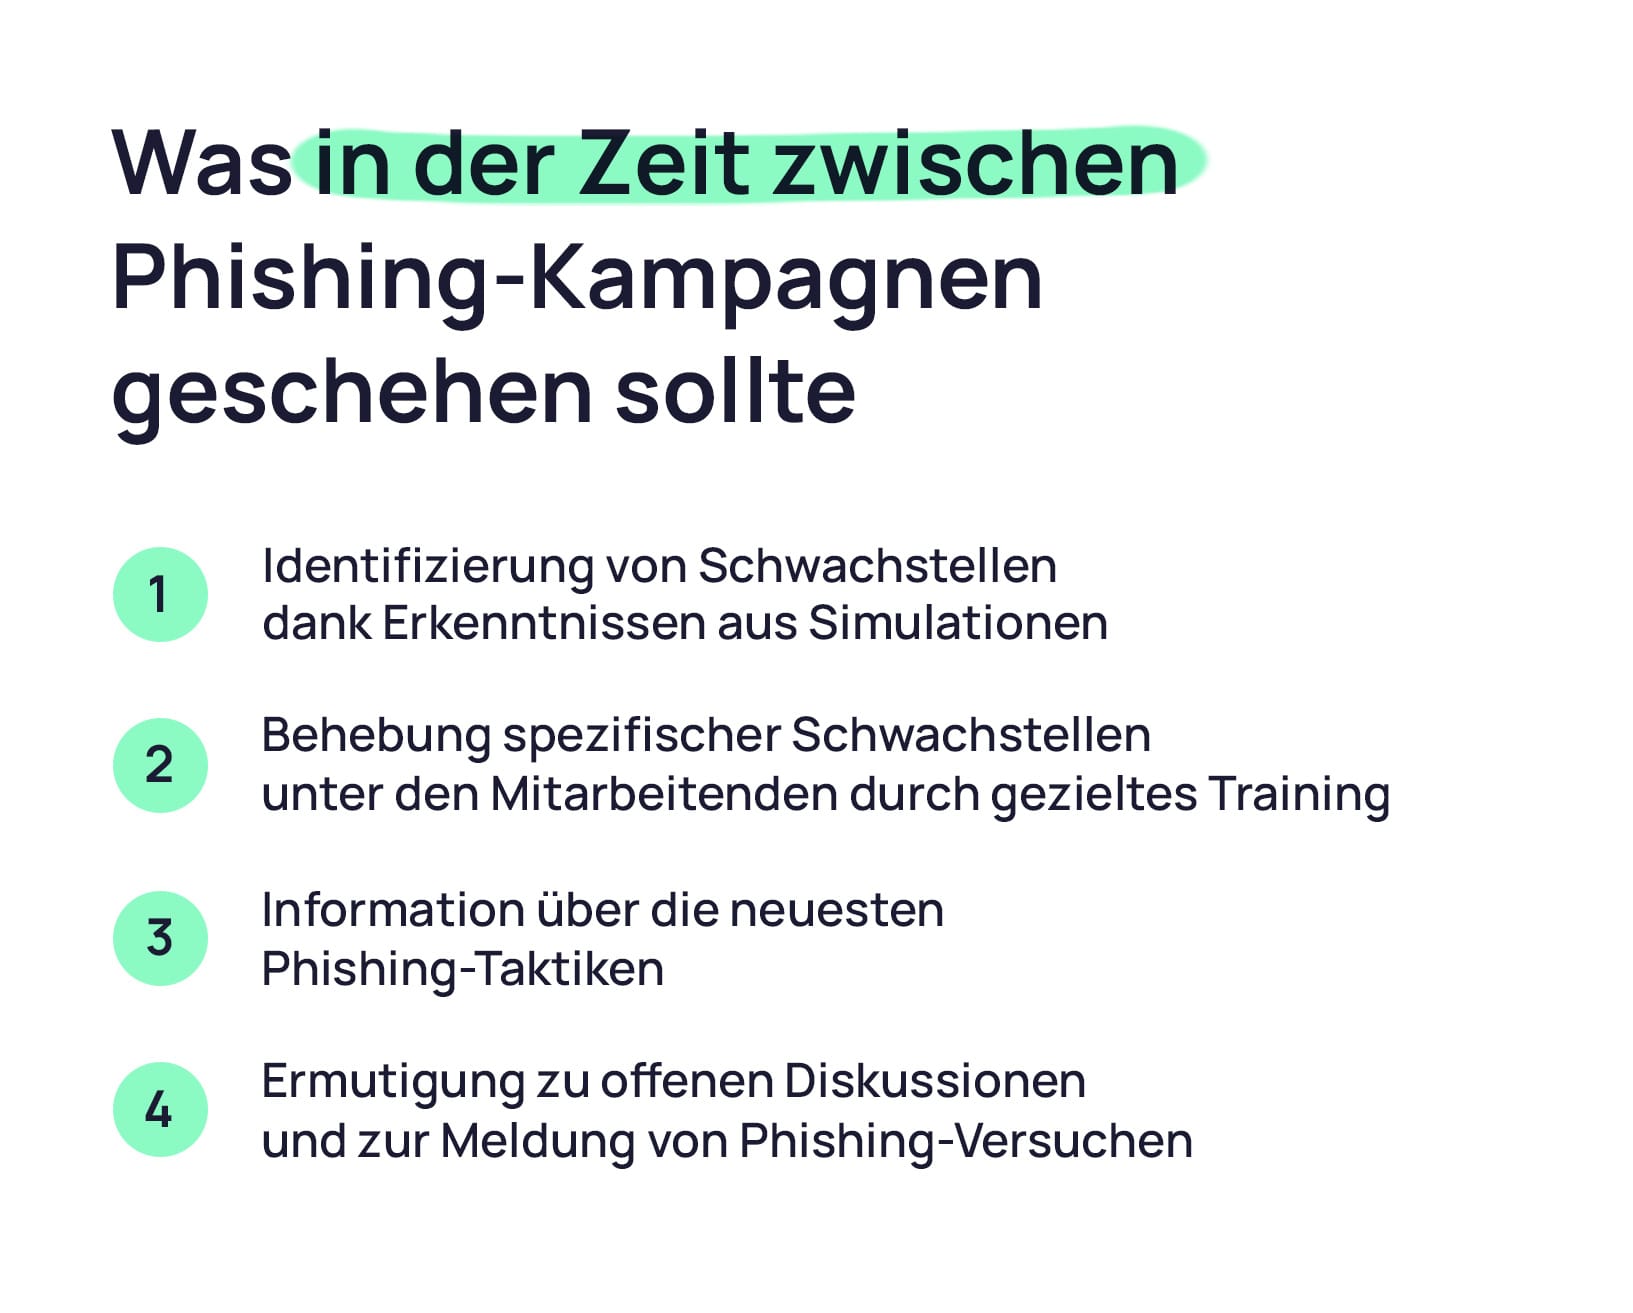 Was in der Zeit zwischen
Phishing-Kampagnen
geschehen sollte
1
Identifizierung von Schwachstellen
dank Erkenntnissen aus Simulationen
2
Behebung spezifischer Schwachstellen
unter den Mitarbeitenden durch gezieltes Training
3
Information über die neuesten
Phishing-Taktiken
4
Ermutigung zu offenen Diskussionen
und zur Meldung von Phishing-Versuchen